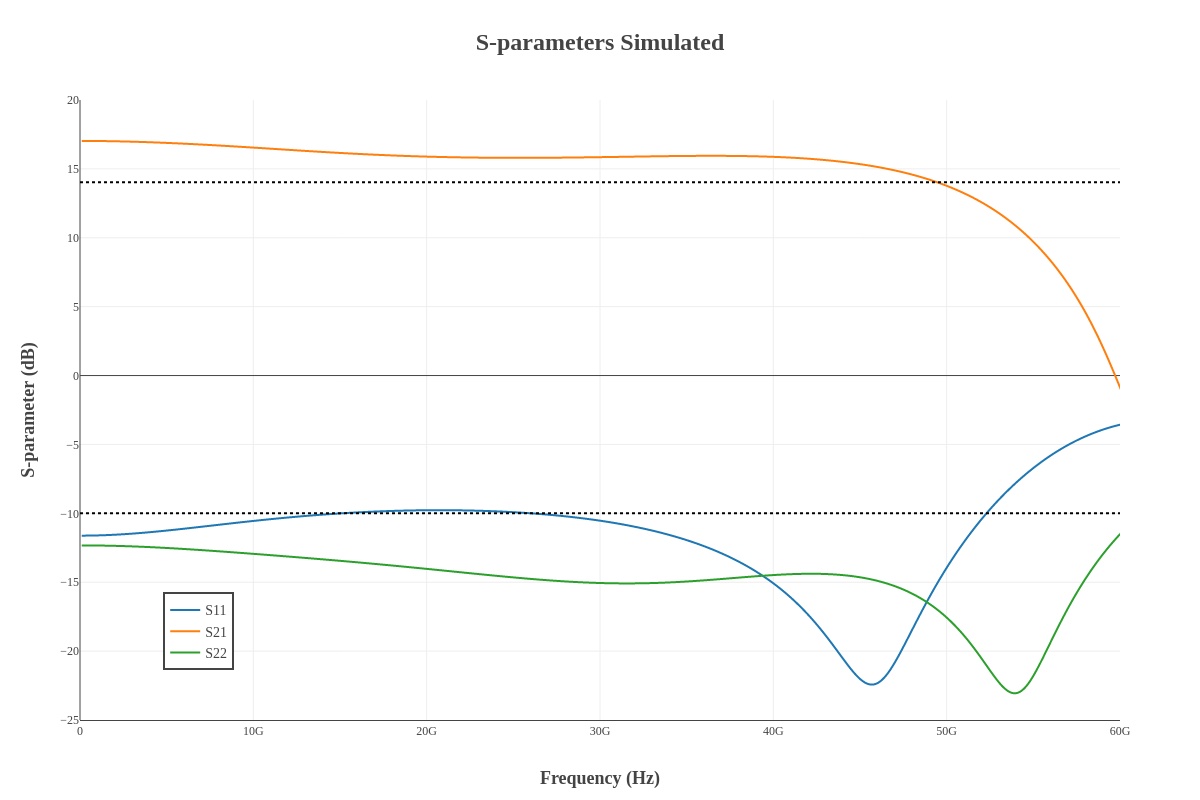 S-parameters Simulated
20
15
10
5
0
−5
−10
−15
−20
−25
S-parameter (dB)
S11
S21
S22
0 10G 20G 30G 40G 50G 60G
Frequency (Hz)